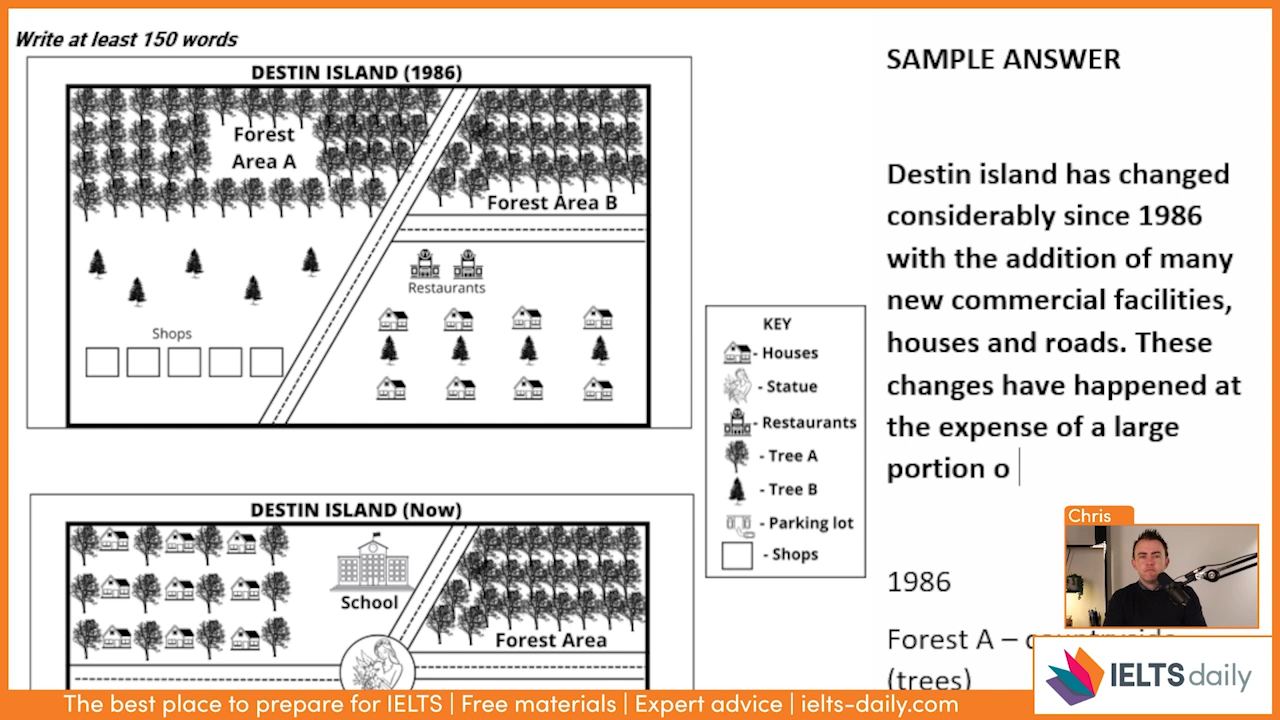 Write at least 150 words
DESTIN ISLAND (1986)
Forest
Area A
Forest Area B
Restaurants
Shops
KEY
- Houses
- Statue
- Restaurants
- Tree A
- Tree B
- Parking lot
- Shops
DESTIN ISLAND (Now)
School
Forest Area
SAMPLE ANSWER
Destin island has changed
considerably since 1986
with the addition of many
new commercial facilities,
houses and roads. These
changes have happened at
the expense of a large
portion o
1986
Forest A –
(trees)
Chris
IELTS daily
The best place to prepare for IELTS | Free materials | Expert advice | ielts-daily.com